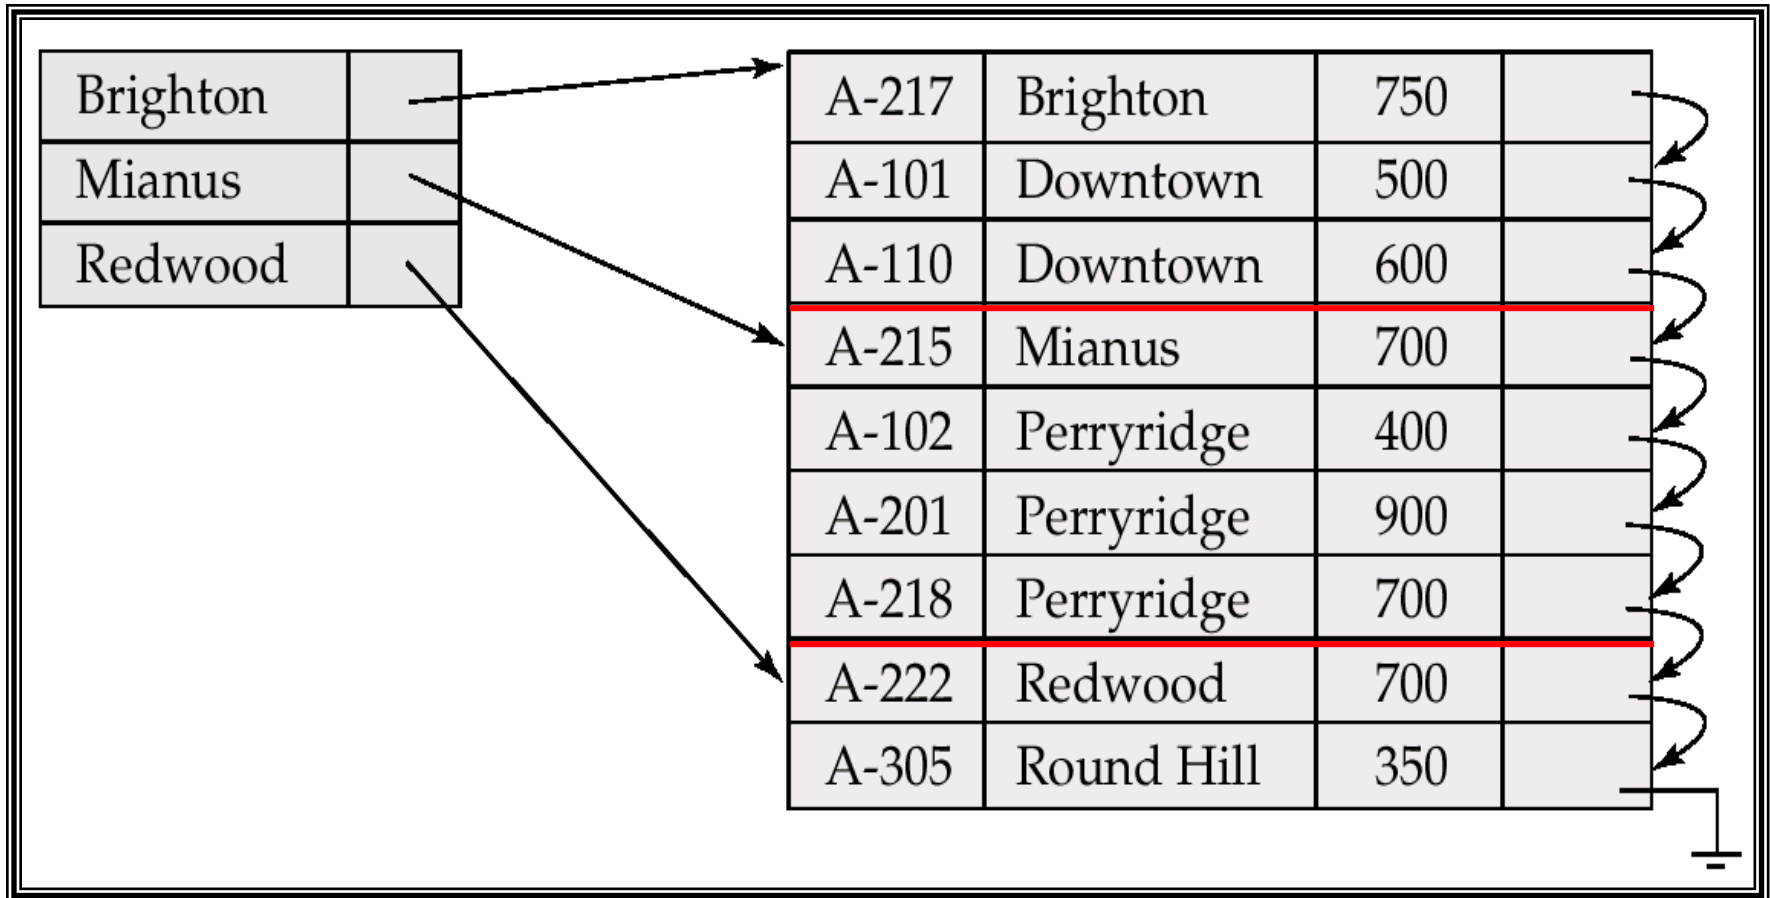 Brighton
Mianus
Redwood
A-217 Brighton 750
A-101 Downtown 500
A-110 Downtown 600
A-215 Mianus 700
A-102 Perryridge 400
A-201 Perryridge 900
A-218 Perryridge 700
A-222 Redwood 700
A-305 Round Hill 350